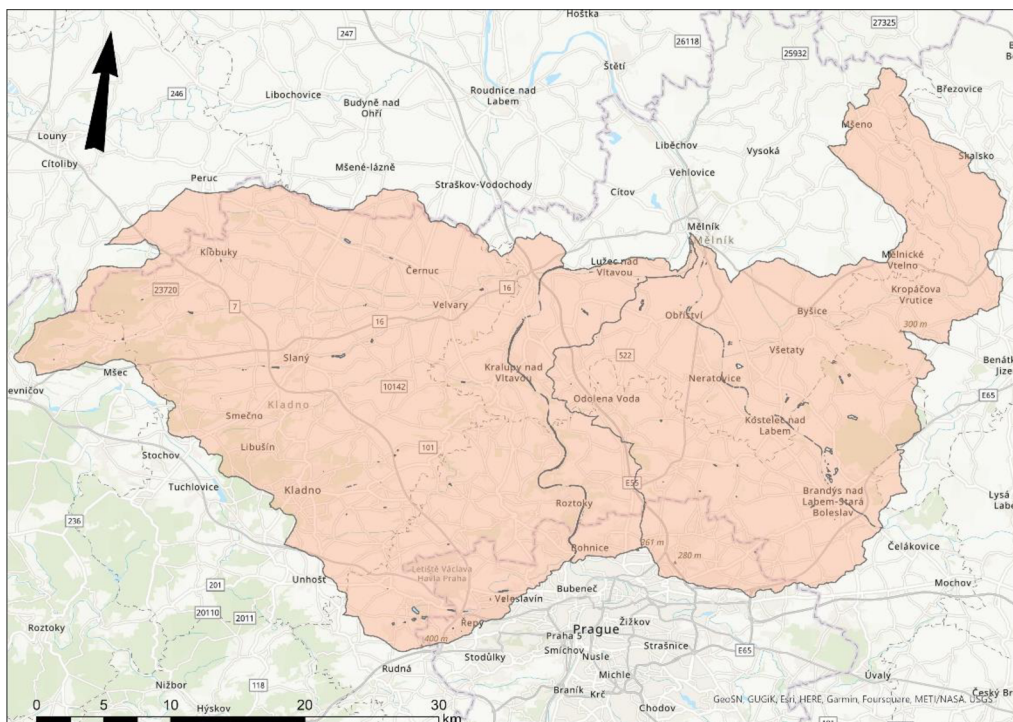 Hoštka
27325
247
26118
25932
Štětí
Roudnice nad
Labem
Březovice
246
Libochovice
Budyně nad
Ohří
Mšeno
Louny
Cítoliby
Liběchov
Vysoká
Skalsko
Mšené-lázně
Vehlovice
Peruc
Straškov-Vodochody
Cítov
Mělník
Mělník
Klobuky
Lužec nad
Vltavou
Mělnické
Vtelno
Černuc
23720
16
Kropáčova
Vrutice
7
Velvary
Obříství
Byšice
16
300 m
Slaný
522
Všetaty
Mšec
Kralupy nad
Vltavou
Neratovice
10142
Odolena Voda
E65
Kladno
Smečno
Kostelec nad
Labem
Libušín
101
Stochov
Tuchlovice
Kladno
E55
Brandýs nad
Labem-Stará
Boleslav
Roztoky
236
261 m
Bohnice
280 m
Čelákovice
Unhošť
Letiště Václava
Havla Praha
201
Bubeneč
Mochov
Veleslavín
20110
2011
Řepy
Žižkov
Roztoky
400 m
Prague
Praha 5
Strašnice
E65
Smíchov
Nusle
Stodůlky
Rudná
Michle
Úvaly
Nižbor
118
Braník
Krč
Hýskov
Chodov
0 5 10 20 30
km
GeoSN, GUGiK, Esri, HERE, Garmin, Foursquare, METI/NASA, USGS